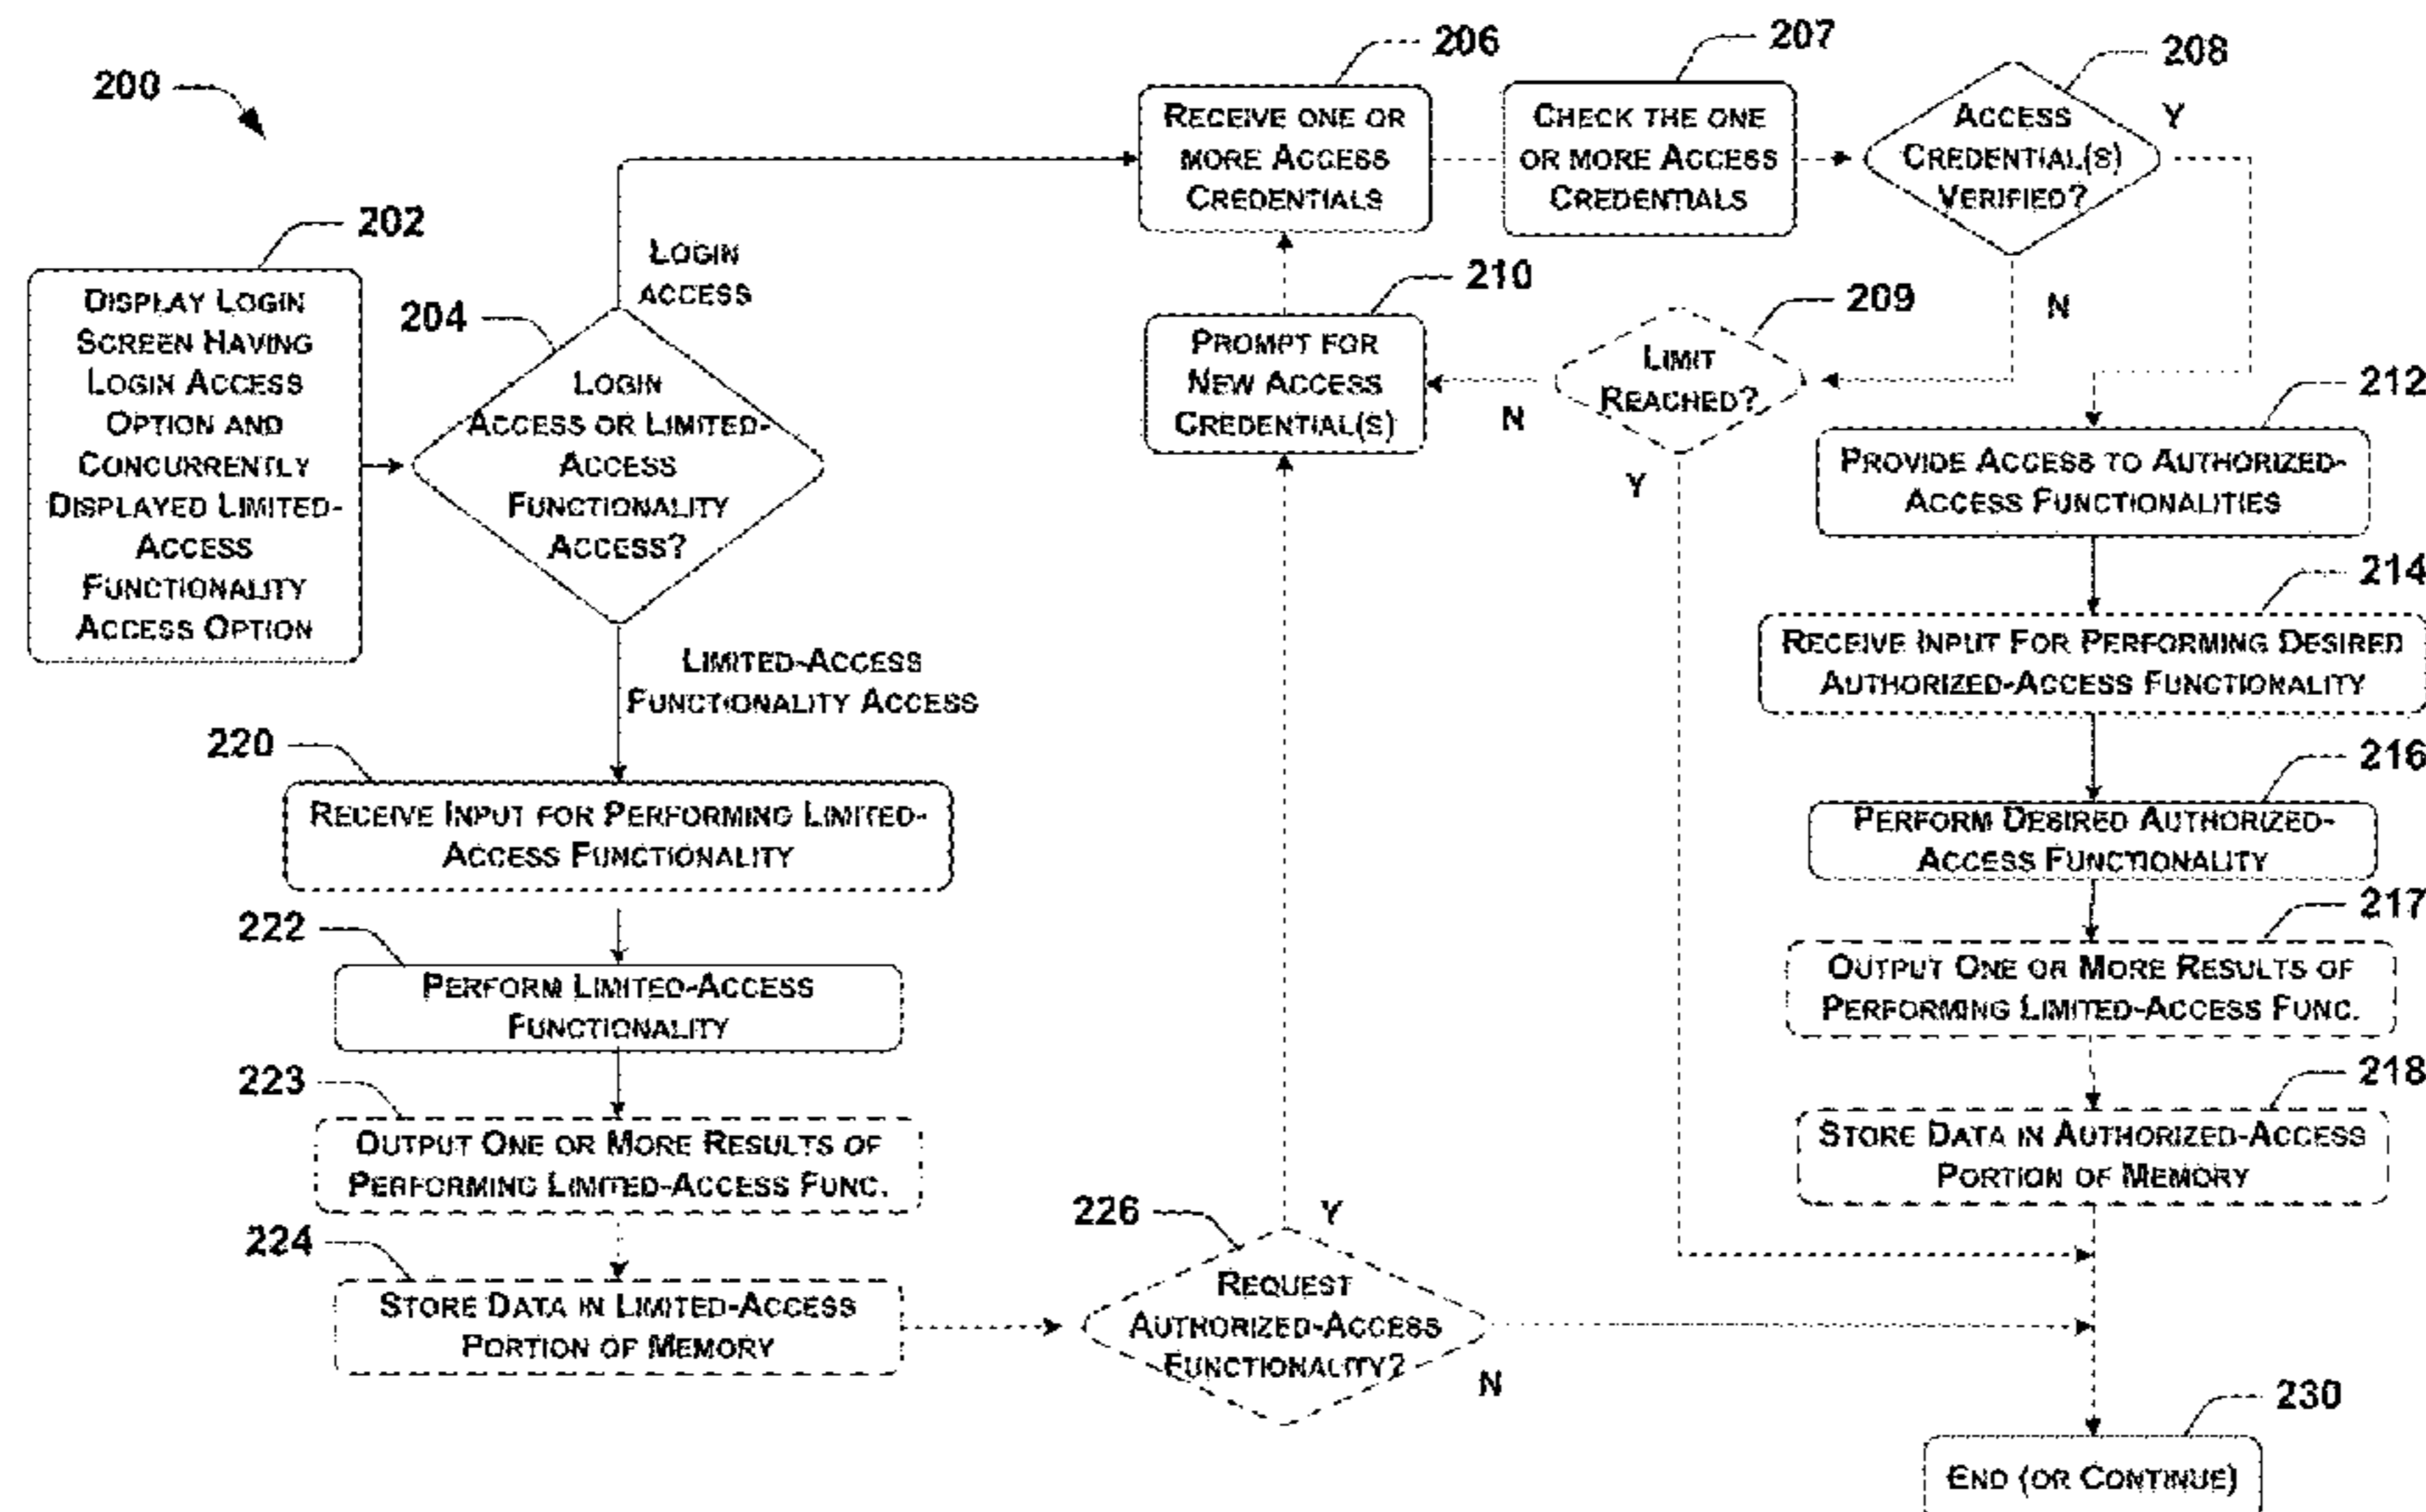 200
202
DISPLAY LOGIN
SCREEN HAVING
LOGIN ACCESS
OPTION AND
CONCURRENTLY
DISPLAYED LIMITED-
ACCESS
FUNCTIONALITY
ACCESS OPTION
204
LOGIN
ACCESS OR LIMITED-
ACCESS
FUNCTIONALITY
ACCESS?
LOGIN
ACCESS
206
RECEIVE ONE OR
MORE ACCESS
CREDENTIALS
207
CHECK THE ONE
OR MORE ACCESS
CREDENTIALS
208
ACCESS
CREDENTIAL(S)
VERIFIED?
Y
N
209
LIMIT
REACHED?
N
Y
210
PROMPT FOR
NEW ACCESS
CREDENTIAL(S)
212
PROVIDE ACCESS TO AUTHORIZED-
ACCESS FUNCTIONALITIES
214
RECEIVE INPUT FOR PERFORMING DESIRED
AUTHORIZED-ACCESS FUNCTIONALITY
216
PERFORM DESIRED AUTHORIZED-
ACCESS FUNCTIONALITY
217
OUTPUT ONE OR MORE RESULTS OF
PERFORMING LIMITED-ACCESS FUNC.
218
STORE DATA IN AUTHORIZED-ACCESS
PORTION OF MEMORY
LIMITED-ACCESS
FUNCTIONALITY ACCESS
220
RECEIVE INPUT FOR PERFORMING LIMITED-
ACCESS FUNCTIONALITY
222
PERFORM LIMITED-ACCESS
FUNCTIONALITY
223
OUTPUT ONE OR MORE RESULTS OF
PERFORMING LIMITED-ACCESS FUNC.
224
STORE DATA IN LIMITED-ACCESS
PORTION OF MEMORY
226
REQUEST
AUTHORIZED-ACCESS
FUNCTIONALITY?
Y
N
230
END (OR CONTINUE)